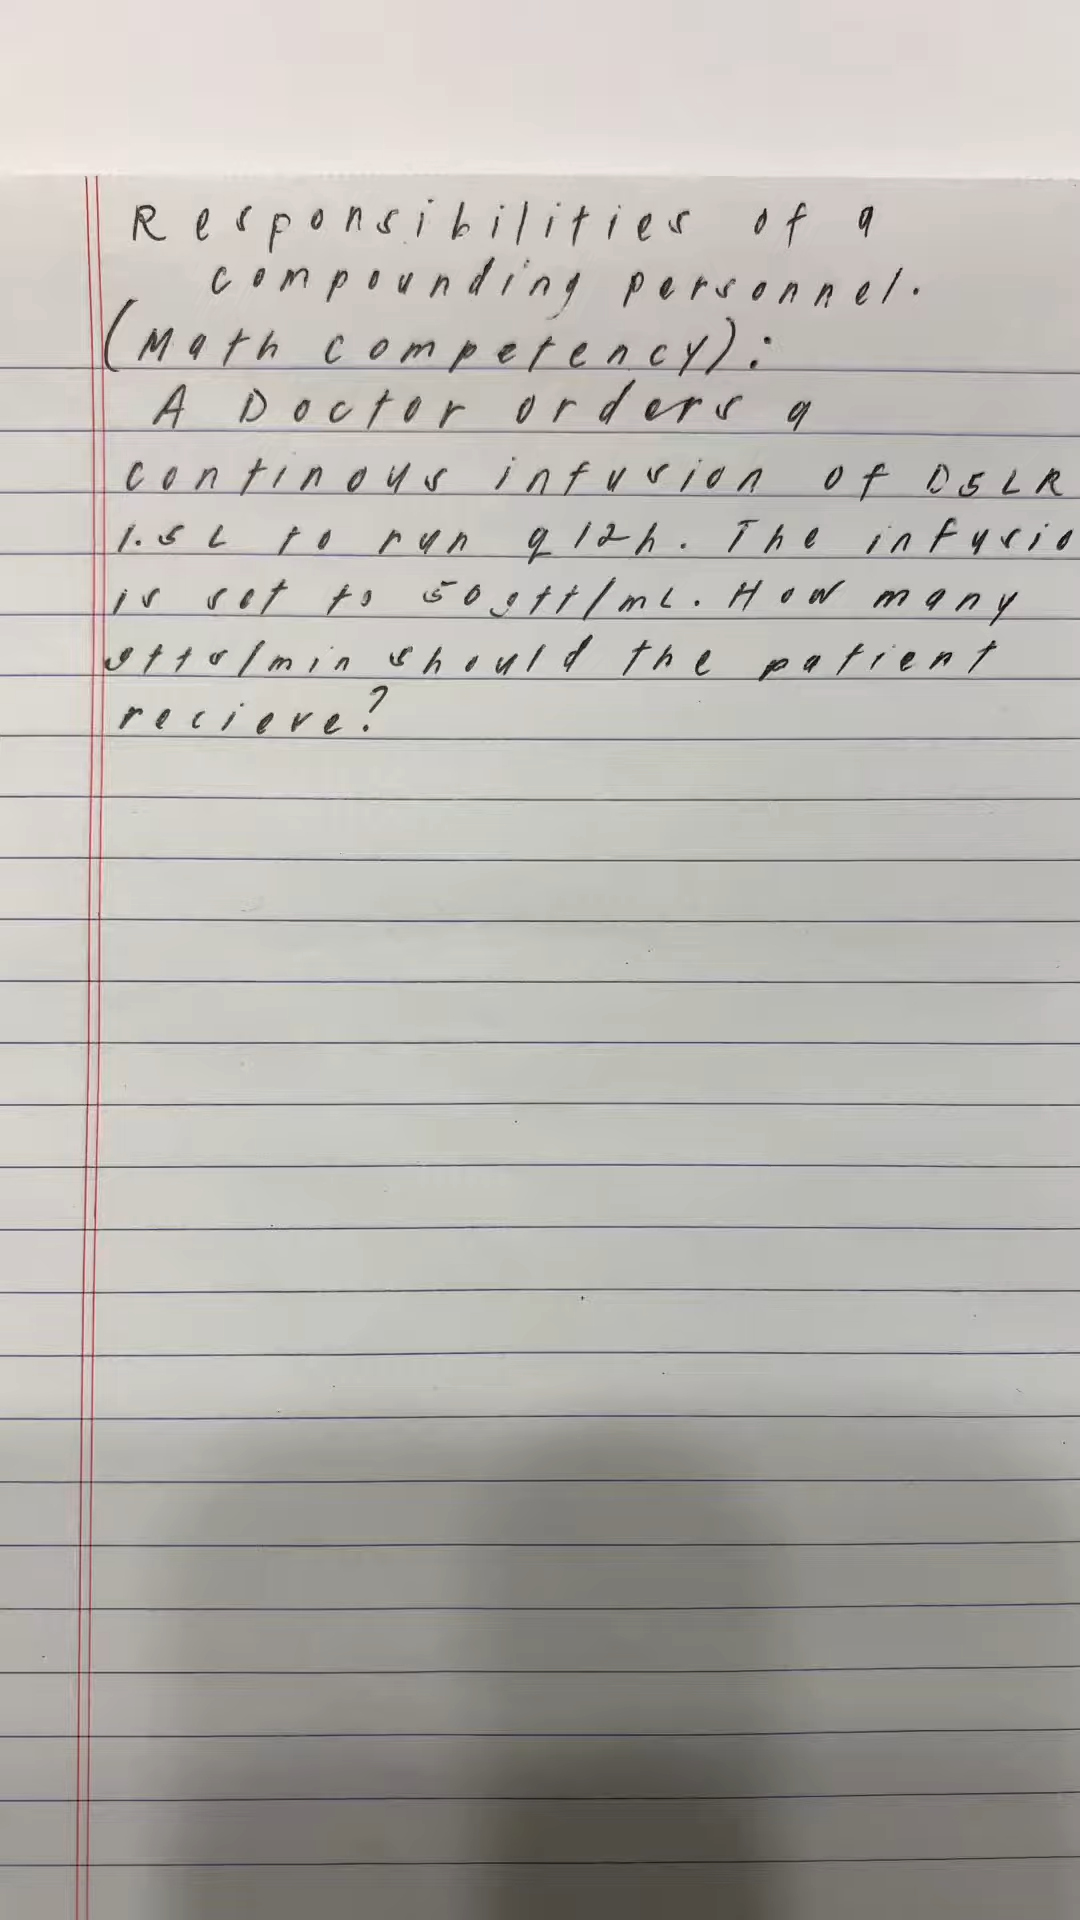 Responsibilities of a
compounding personnel.
(Math competency):
A Doctor orders a
continous infusion of D5LR
1.5 L to run q12h. The infusio
is set to 50gtt/mL. How many
gtts/min should the patient
recieve?